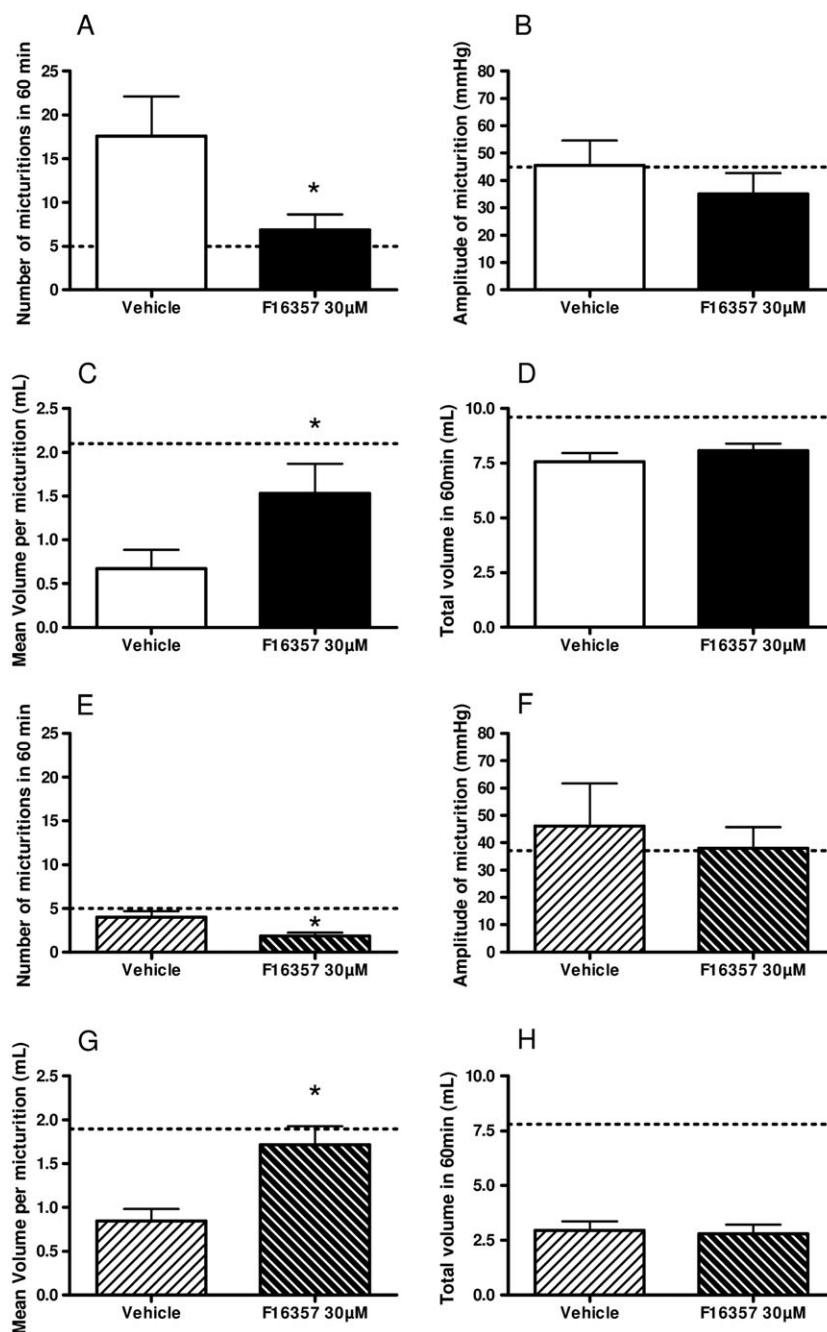 A
Number of micturitions in 60 min
25
20
15
10
5
0
*
Vehicle
F16357 30µM
B
Amplitude of micturition (mmHg)
80
70
60
50
40
30
20
10
0
Vehicle
F16357 30µM
C
Mean Volume per micturition (mL)
2.5
2.0
1.5
1.0
0.5
0.0
*
Vehicle
F16357 30µM
D
Total volume in 60min (mL)
10.0
7.5
5.0
2.5
0.0
Vehicle
F16357 30µM
E
Number of micturitions in 60 min
25
20
15
10
5
0
*
Vehicle
F16357 30µM
F
Amplitude of micturition (mmHg)
80
70
60
50
40
30
20
10
0
Vehicle
F16357 30µM
G
Mean Volume per micturition (mL)
2.5
2.0
1.5
1.0
0.5
0.0
*
Vehicle
F16357 30µM
H
Total volume in 60min (mL)
10.0
7.5
5.0
2.5
0.0
Vehicle
F16357 30µM